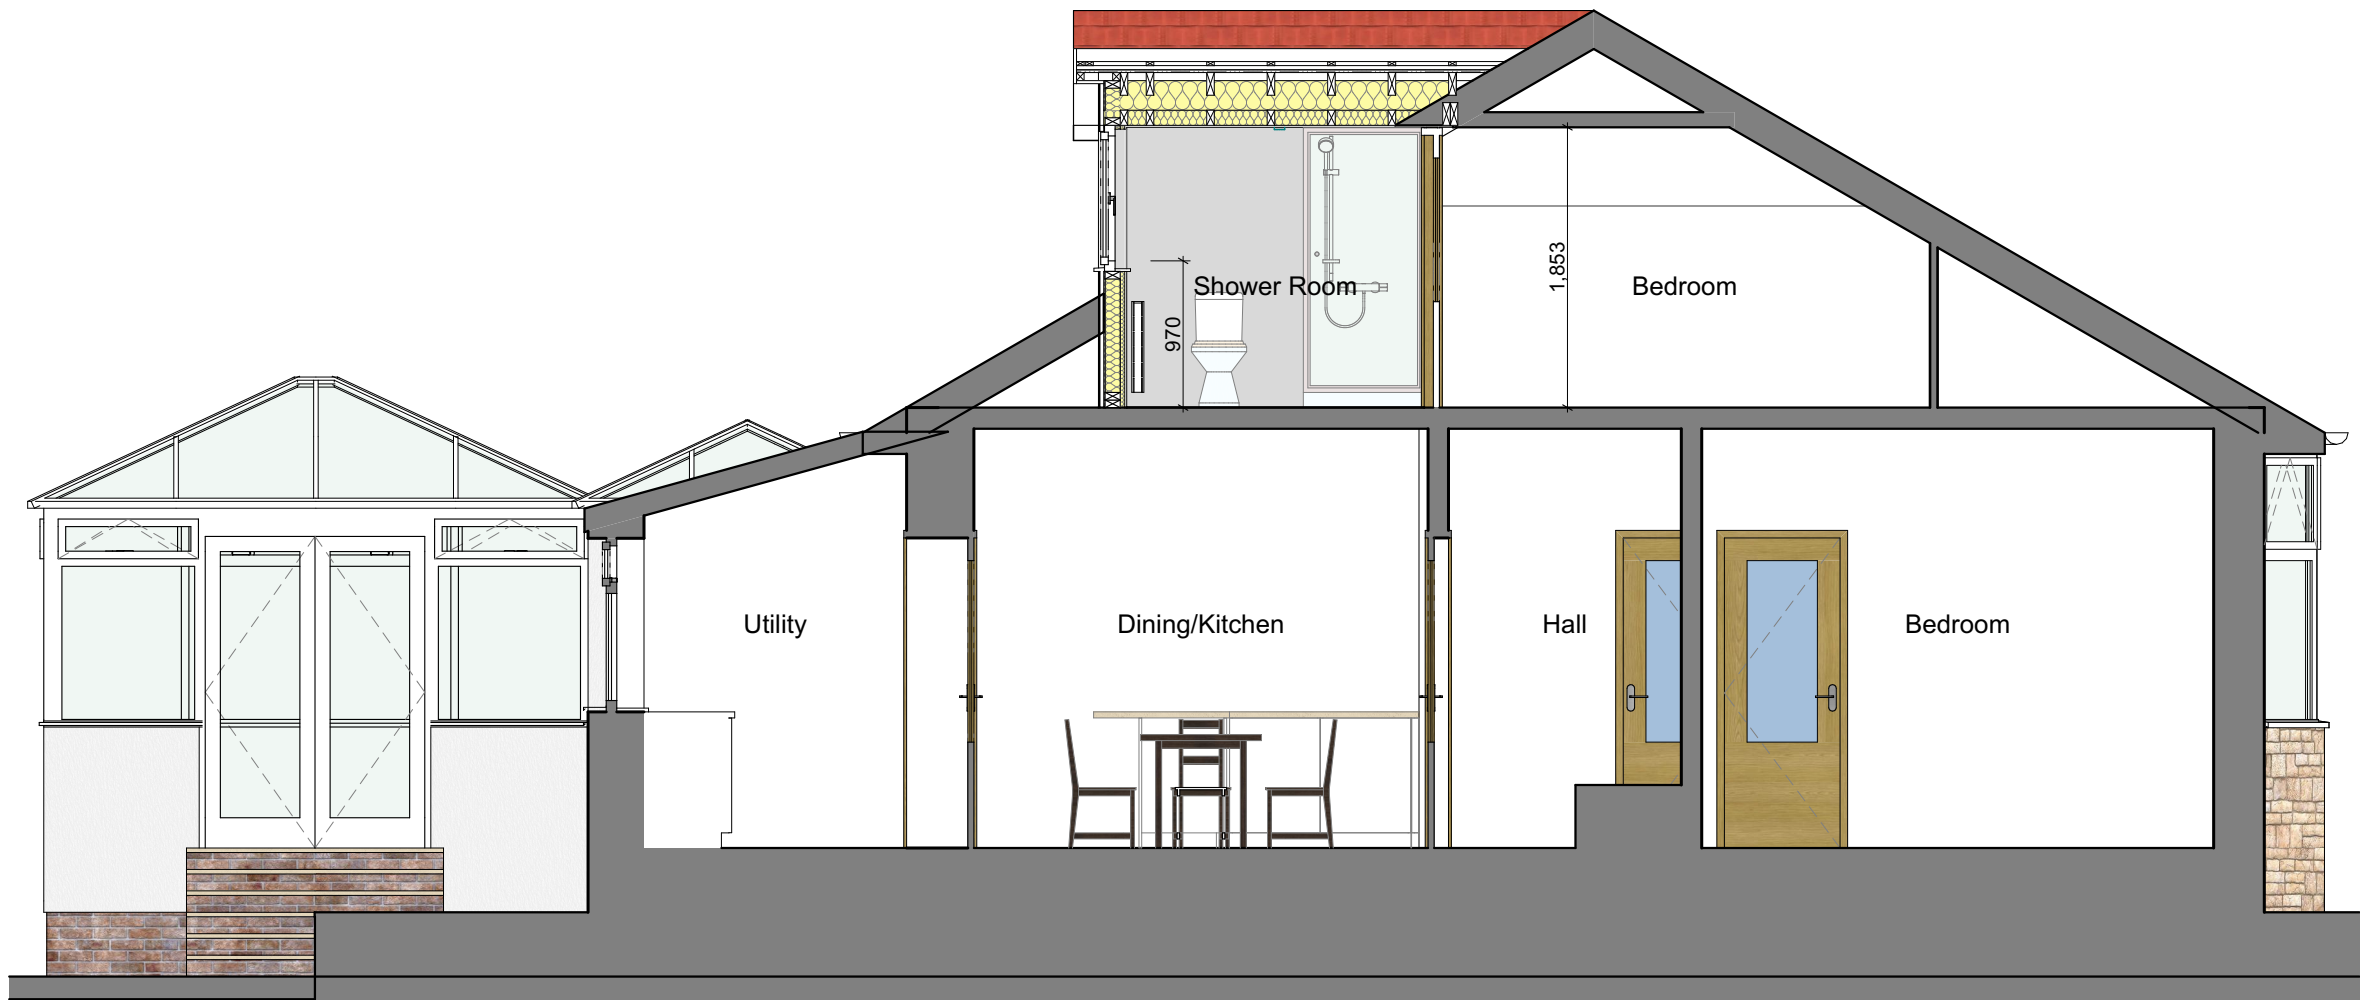 1,853
Shower Room
Bedroom
970
Utility
Dining/Kitchen
Hall
Bedroom